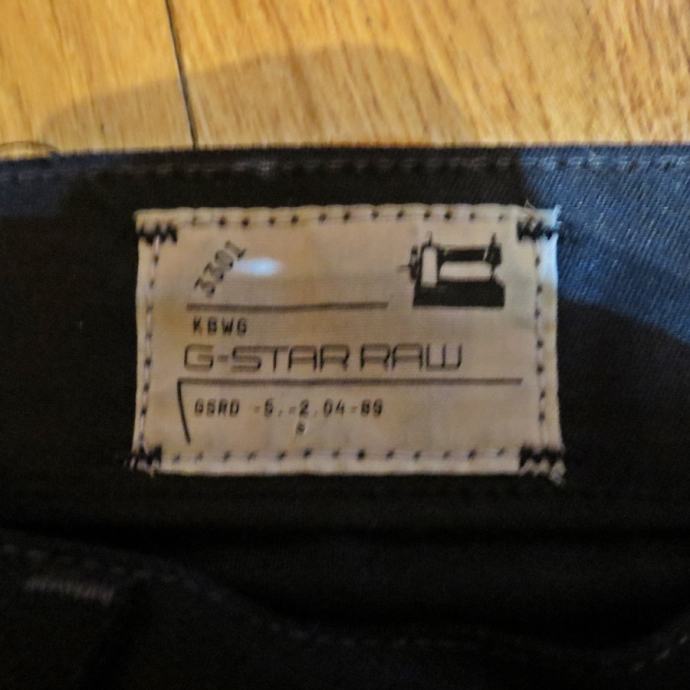 3301
KBWG
G-STAR RAW
GSRD -5.-2.04-89